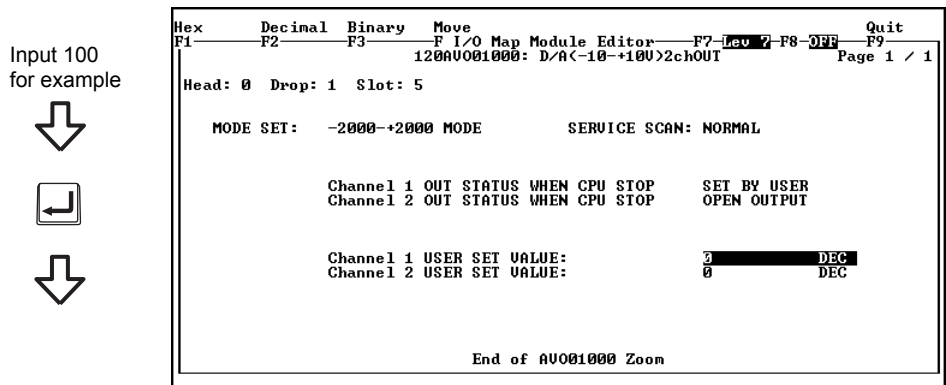 Input 100
for example
Hex Decimal Binary Move Quit
F1 F2 F3 F I/O Map Module Editor F7-Lev 7-F8-OFF-F9
120AVO01000: D/A(-10-+10V)2chOUT Page 1 / 1
Head: 0 Drop: 1 Slot: 5
MODE SET: -2000-+2000 MODE SERVICE SCAN: NORMAL
Channel 1 OUT STATUS WHEN CPU STOP SET BY USER
Channel 2 OUT STATUS WHEN CPU STOP OPEN OUTPUT
Channel 1 USER SET VALUE: 0 DEC
Channel 2 USER SET VALUE: 0 DEC
End of AVO01000 Zoom